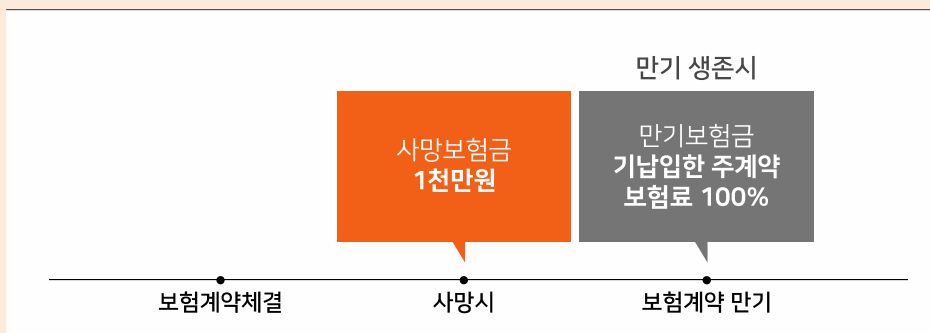 만기 생존시
사망보험금
1천만원
만기보험금
기납입한 주계약
보험료 100%
보험계약체결
사망시
보험계약 만기